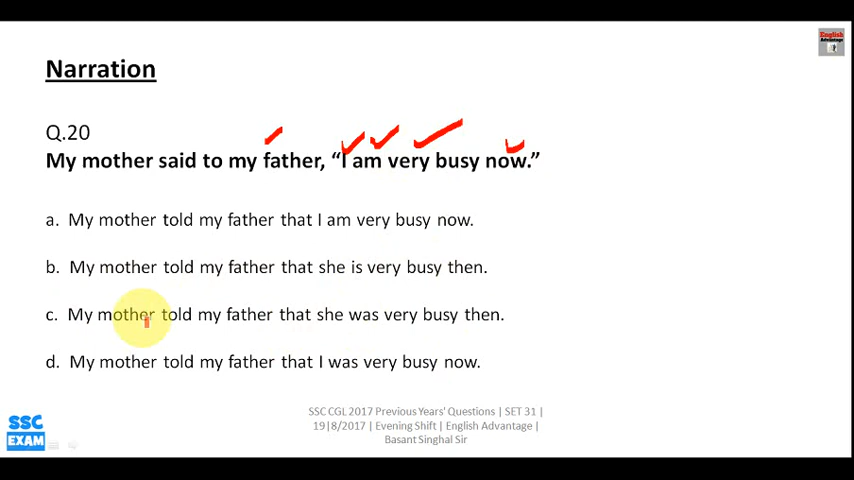 English
Advantage
Narration
Q.20
My mother said to my father, “I am very busy now.”
a. My mother told my father that I am very busy now.
b. My mother told my father that she is very busy then.
c. My mother told my father that she was very busy then.
d. My mother told my father that I was very busy now.
SSC CGL 2017 Previous Years' Questions | SET 31 |
19|8/2017 | Evening Shift | English Advantage |
Basant Singhal Sir
SSC
EXAM